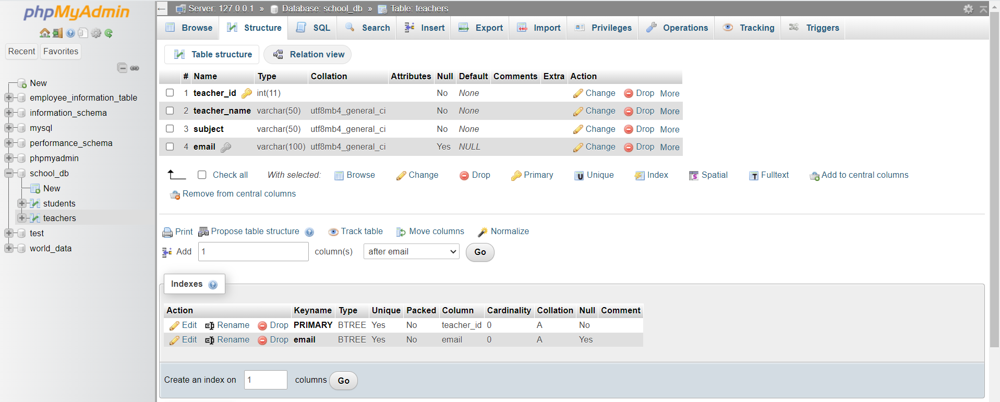 phpMyAdmin
Recent Favorites
New
employee_information_table
information_schema
mysql
performance_schema
phpmyadmin
school_db
New
students
teachers
test
world_data
Server: 127.0.0.1 » Database: school_db » Table: teachers
Browse Structure SQL Search Insert Export Import Privileges Operations Tracking Triggers
Table structure Relation view
# Name Type Collation Attributes Null Default Comments Extra Action
1 teacher_id int(11) No None Change Drop More
2 teacher_name varchar(50) utf8mb4_general_ci No None Change Drop More
3 subject varchar(50) utf8mb4_general_ci No None Change Drop More
4 email varchar(100) utf8mb4_general_ci Yes NULL Change Drop More
Check all With selected: Browse Change Drop Primary Unique Index Spatial Fulltext Add to central columns
Remove from central columns
Print Propose table structure Track table Move columns Normalize
Add 1 column(s) after email Go
Indexes
Action Keyname Type Unique Packed Column Cardinality Collation Null Comment
Edit Rename Drop PRIMARY BTREE Yes No teacher_id 0 A No
Edit Rename Drop email BTREE Yes No email 0 A Yes
Create an index on 1 columns Go